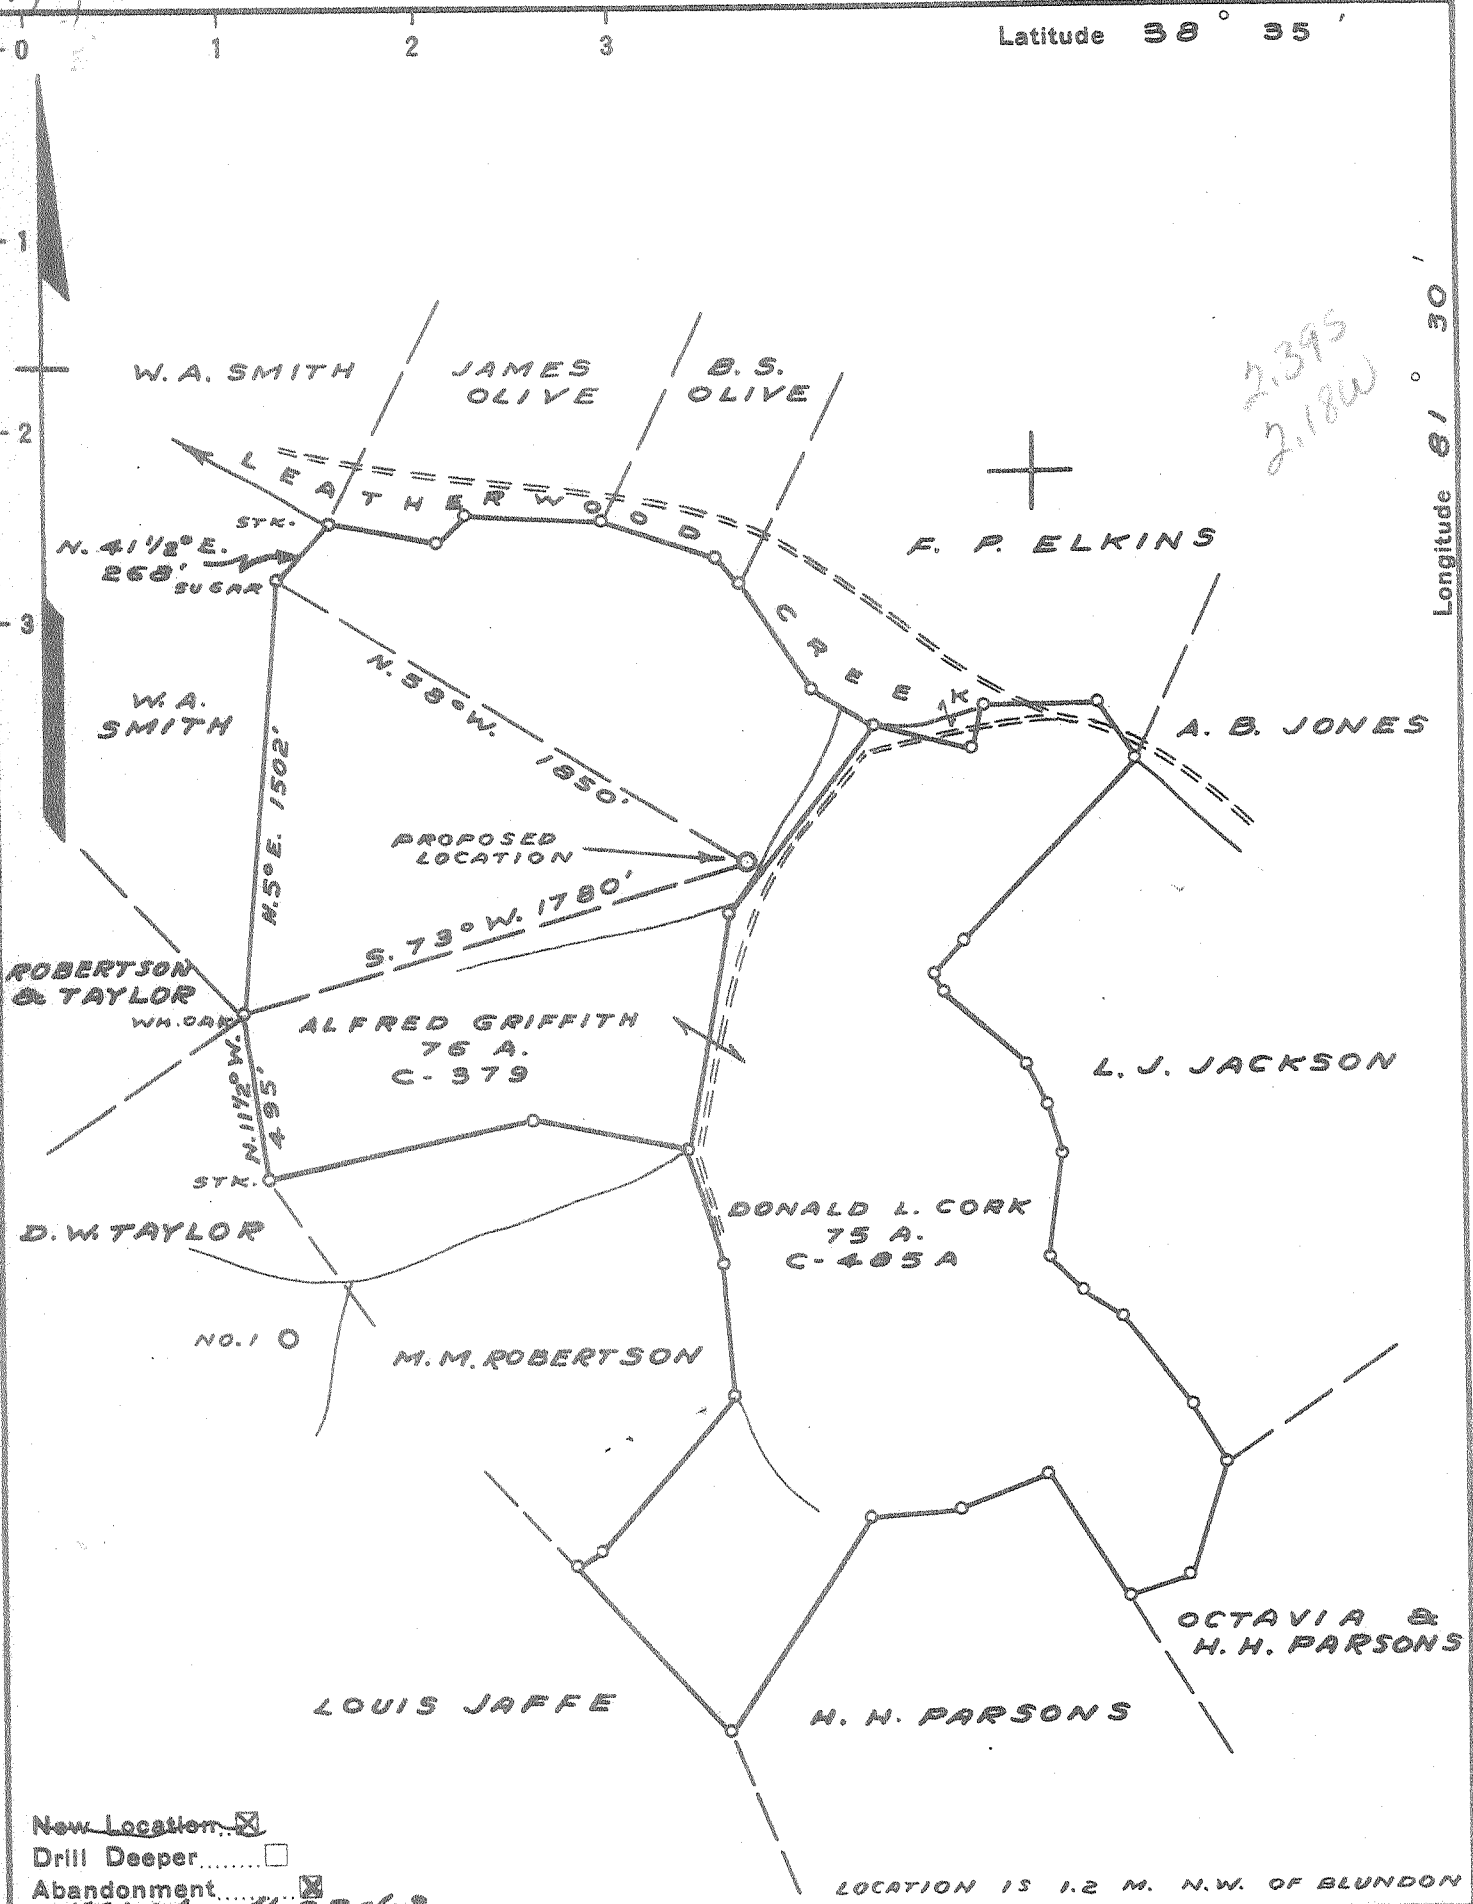 0 1 2 3 Latitude 38° 35'
1
2
3
Longitude 81° 30'
2.39S
2.18W
W.A. SMITH
JAMES
OLIVE
B.S.
OLIVE
LEATHERWOOD CREEK
F. P. ELKINS
STK.
N. 41 1/2° E.
268'
SUGAR
W.A.
SMITH
N. 58° W. 1850'
A. B. JONES
N. 5° E. 1502'
PROPOSED
LOCATION
S. 73° W. 1780'
ROBERTSON
& TAYLOR
WH. OAK
ALFRED GRIFFITH
76 A.
C-379
L. J. JACKSON
N. 11 1/2° W.
495'
STK.
D.W. TAYLOR
DONALD L. CORK
75 A.
C-485A
NO. 1
M.M. ROBERTSON
OCTAVIA &
H. H. PARSONS
LOUIS JAFFE
H. H. PARSONS
New Location
Drill Deeper
Abandonment
LOCATION IS 1.2 M. N.W. OF BLUNDON